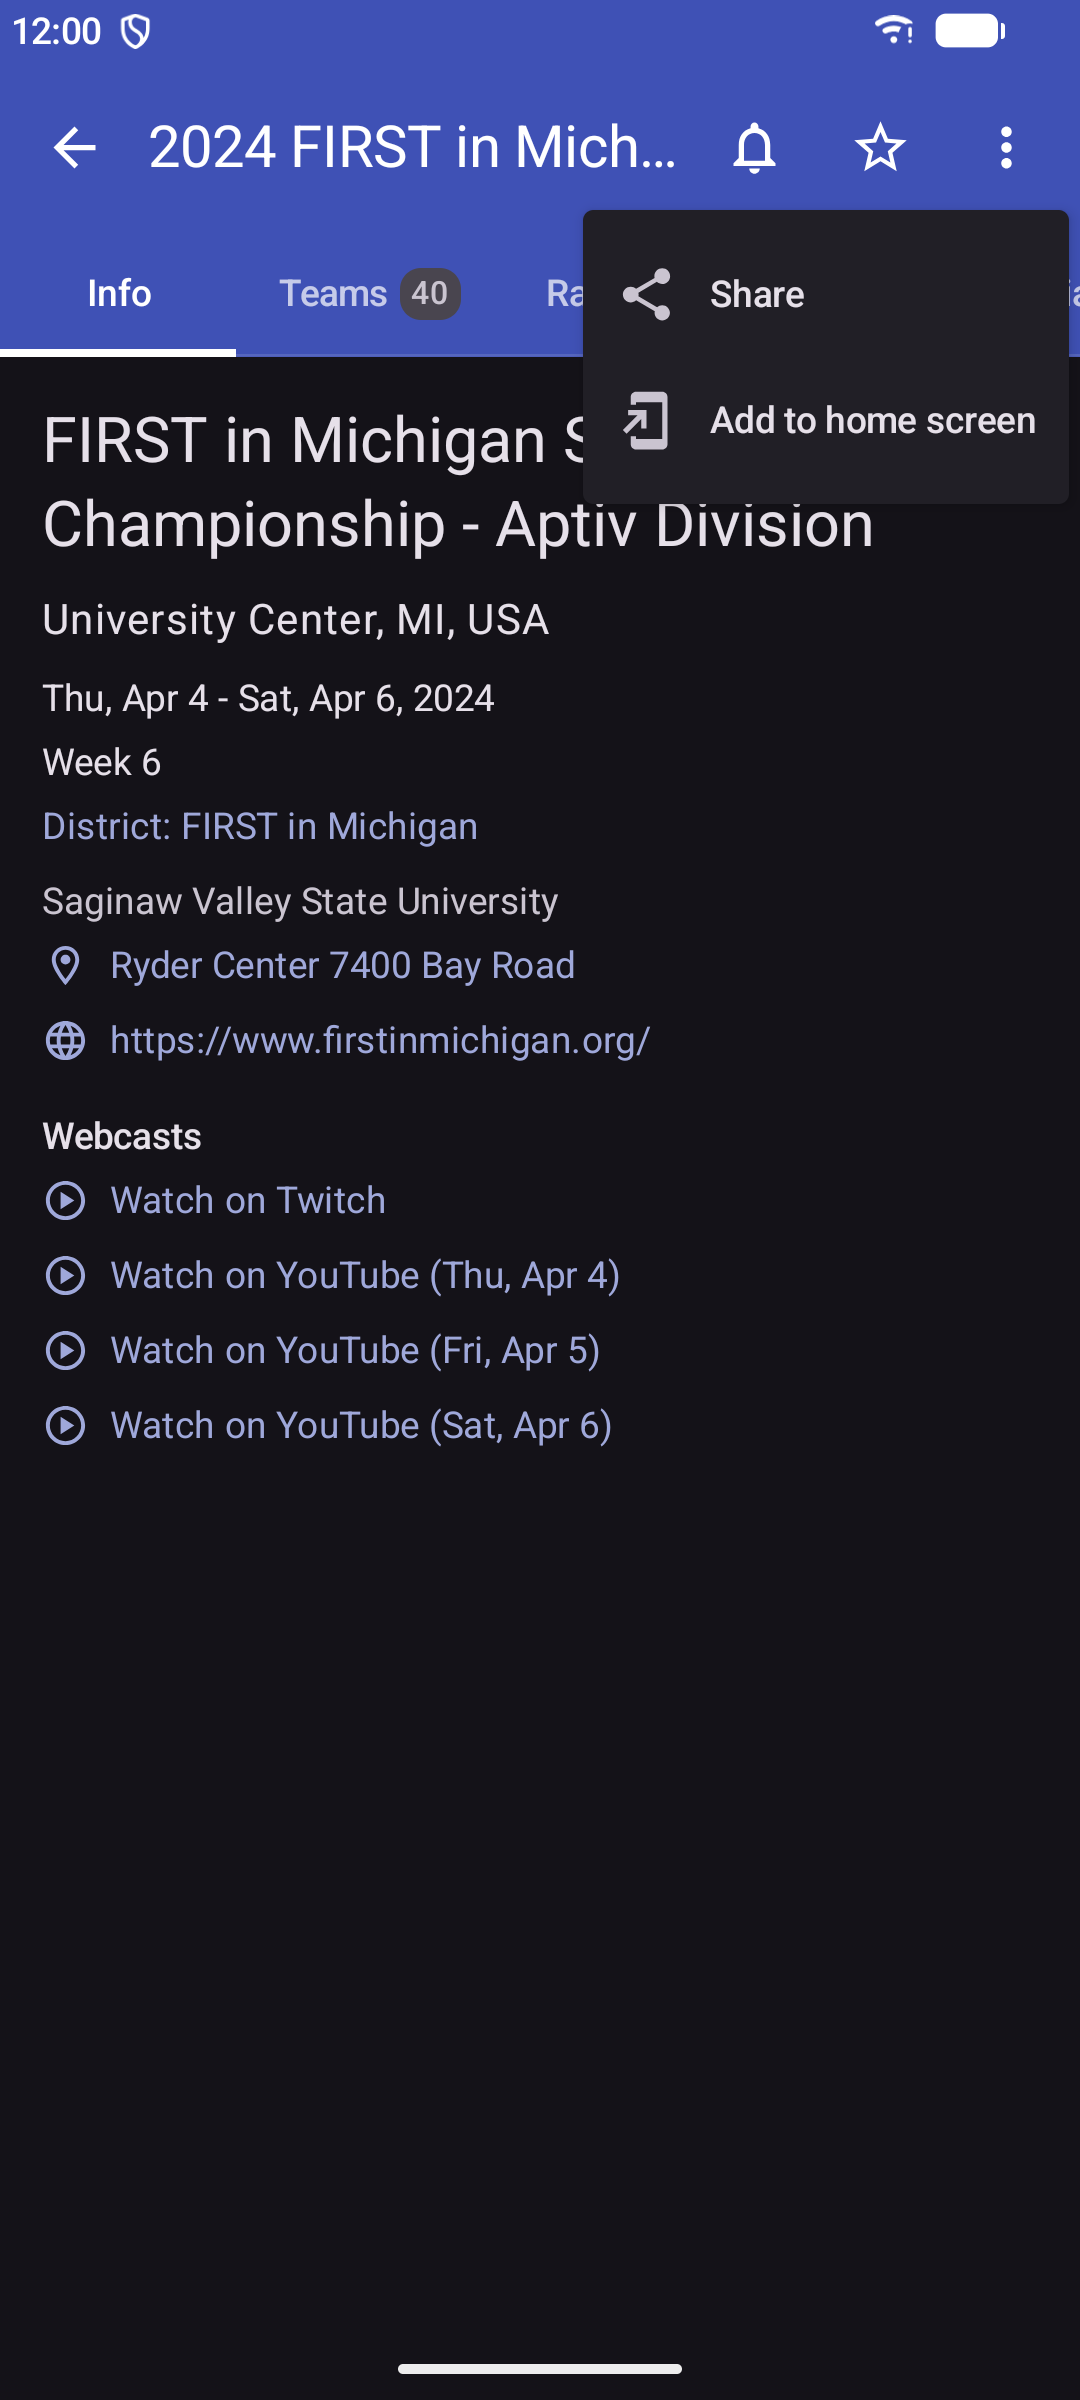 12:00
2024 FIRST in Mich...
Share
Add to home screen
Info
Teams 40
FIRST in Michigan
Championship - Aptiv Division
University Center, MI, USA
Thu, Apr 4 - Sat, Apr 6, 2024
Week 6
District: FIRST in Michigan
Saginaw Valley State University
Ryder Center 7400 Bay Road
https://www.firstinmichigan.org/
Webcasts
Watch on Twitch
Watch on YouTube (Thu, Apr 4)
Watch on YouTube (Fri, Apr 5)
Watch on YouTube (Sat, Apr 6)